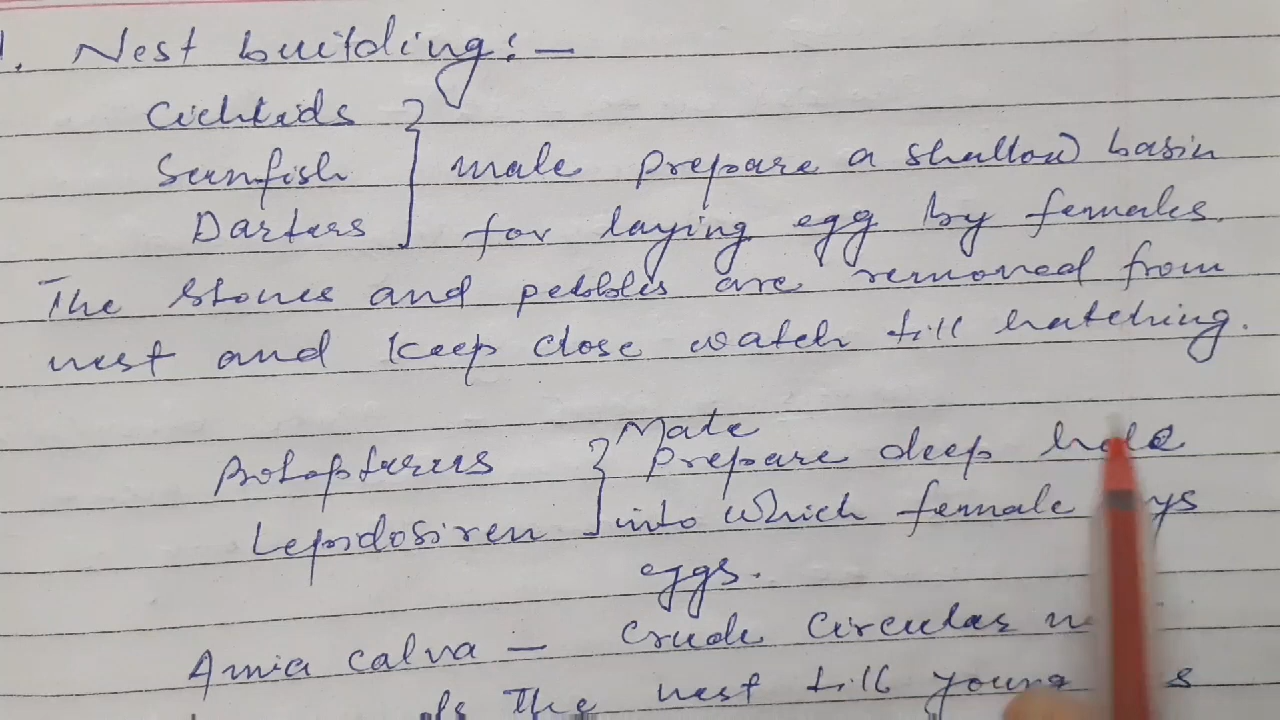 1. Nest building :—
Cichlids
Sunfish
Darters
male prepare a shallow basin
for laying egg by females.
The stones and pebbles are removed from
nest and keep close watch till hatching.
Protopterus
Lepidosiren
Male
prepare deep hole
into which female
eggs.
Amia calva — crude circular
the nest till young